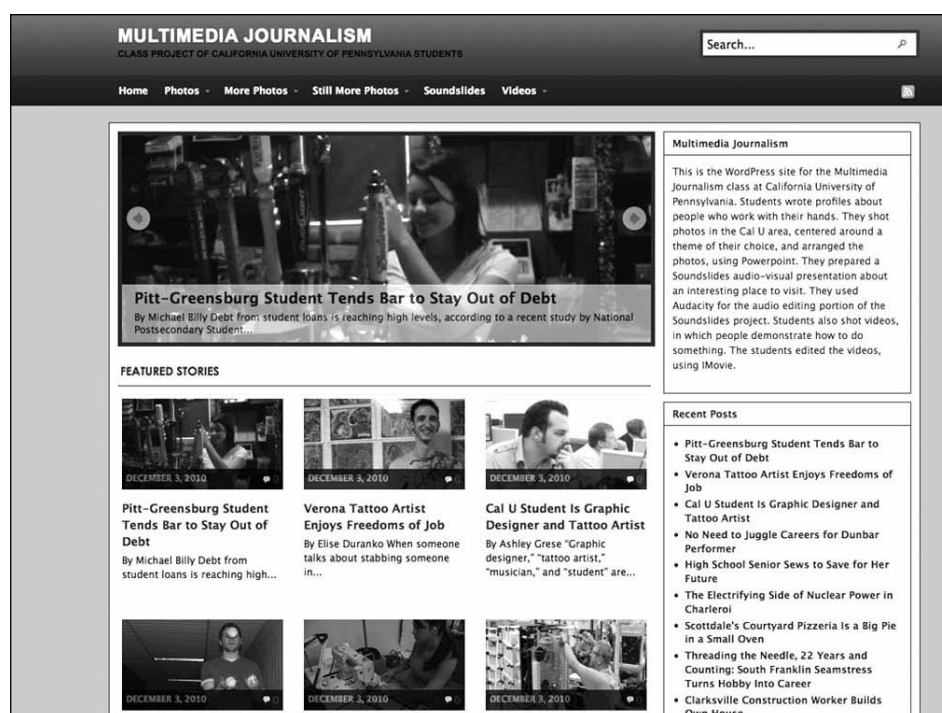 MULTIMEDIA JOURNALISM
CLASS PROJECT OF CALIFORNIA UNIVERSITY OF PENNSYLVANIA STUDENTS
Search...
Home Photos More Photos Still More Photos Soundslides Videos
Pitt-Greensburg Student Tends Bar to Stay Out of Debt
By Michael Billy Debt from student loans is reaching high levels, according to a recent study by National
Postsecondary Student...
FEATURED STORIES
DECEMBER 3, 2010
Pitt-Greensburg Student
Tends Bar to Stay Out of
Debt
By Michael Billy Debt from
student loans is reaching high...
DECEMBER 3, 2010
Verona Tattoo Artist
Enjoys Freedoms of Job
By Elise Duranko When someone
talks about stabbing someone
in...
DECEMBER 3, 2010
Cal U Student Is Graphic
Designer and Tattoo Artist
By Ashley Grese “Graphic
designer,” “tattoo artist,”
“musician,” and “student” are...
DECEMBER 3, 2010
DECEMBER 3, 2010
DECEMBER 3, 2010
Multimedia Journalism
This is the WordPress site for the Multimedia
Journalism class at California University of
Pennsylvania. Students wrote profiles about
people who work with their hands. They shot
photos in the Cal U area, centered around a
theme of their choice, and arranged the
photos, using Powerpoint. They prepared a
Soundslides audio-visual presentation about
an interesting place to visit. They used
Audacity for the audio editing portion of the
Soundslides project. Students also shot videos,
in which people demonstrate how to do
something. The students edited the videos,
using IMovie.
Recent Posts
• Pitt-Greensburg Student Tends Bar to
Stay Out of Debt
• Verona Tattoo Artist Enjoys Freedoms of
Job
• Cal U Student Is Graphic Designer and
Tattoo Artist
• No Need to Juggle Careers for Dunbar
Performer
• High School Senior Sews to Save for Her
Future
• The Electrifying Side of Nuclear Power in
Charleroi
• Scottdale's Courtyard Pizzeria Is a Big Pie
in a Small Oven
• Threading the Needle, 22 Years and
Counting: South Franklin Seamstress
Turns Hobby Into Career
• Clarksville Construction Worker Builds
Own House